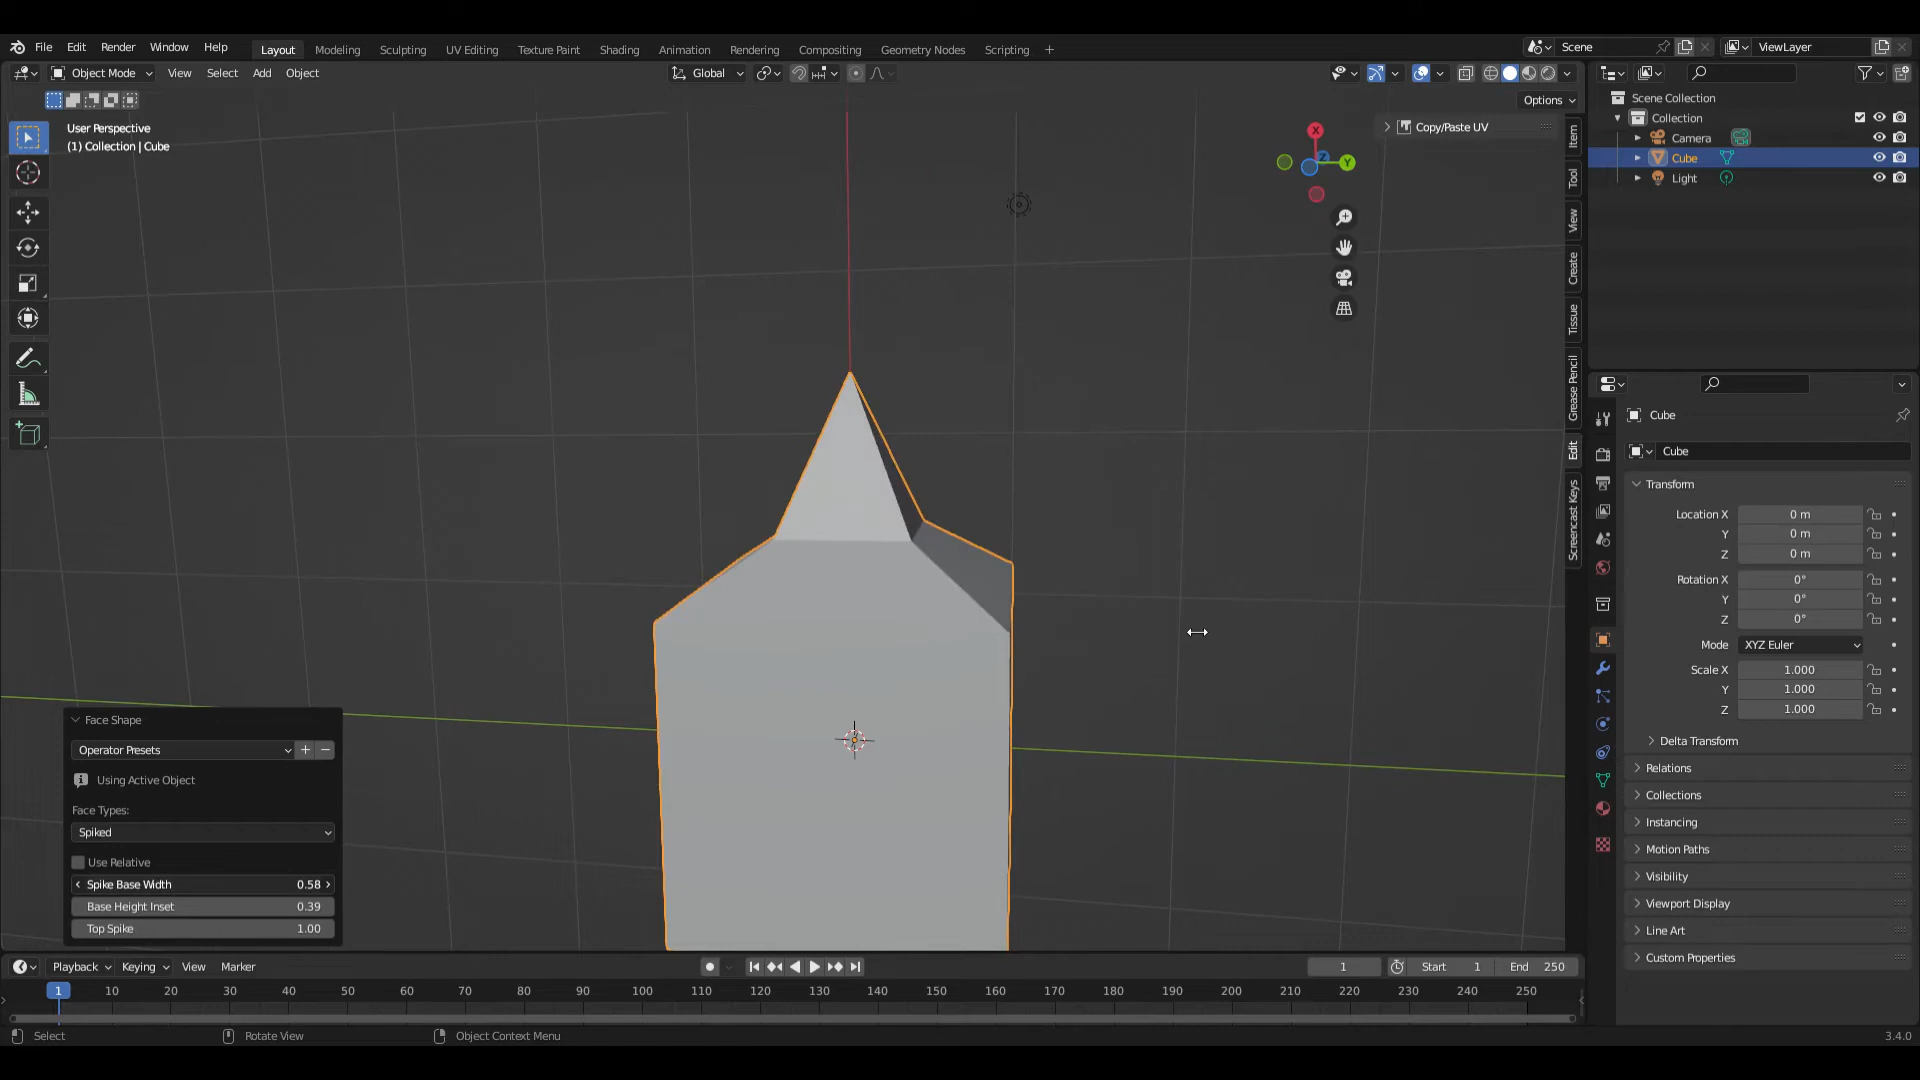 File Edit Render Window Help Layout Modeling Sculpting UV Editing Texture Paint Shading Animation Rendering Compositing Geometry Nodes Scripting + Scene ViewLayer
Object Mode View Select Add Object Global
Options
User Perspective
(1) Collection | Cube
Copy/Paste UV
X
Y
Z
Item
Tool
View
Create
Tissue
Grease Pencil
Edit
Screencast Keys
Scene Collection
Collection
Camera
Cube
Light
Cube
Cube
Transform
Location X 0 m
Y 0 m
Z 0 m
Rotation X 0°
Y 0°
Z 0°
Mode XYZ Euler
Scale X 1.000
Y 1.000
Z 1.000
Delta Transform
Relations
Collections
Instancing
Motion Paths
Visibility
Viewport Display
Line Art
Custom Properties
Face Shape
Operator Presets
Using Active Object
Face Types:
Spiked
Use Relative
Spike Base Width 0.58
Base Height Inset 0.39
Top Spike 1.00
Playback Keying View Marker 1 Start 1 End 250
1 10 20 30 40 50 60 70 80 90 100 110 120 130 140 150 160 170 180 190 200 210 220 230 240 250
Select Rotate View Object Context Menu 3.4.0